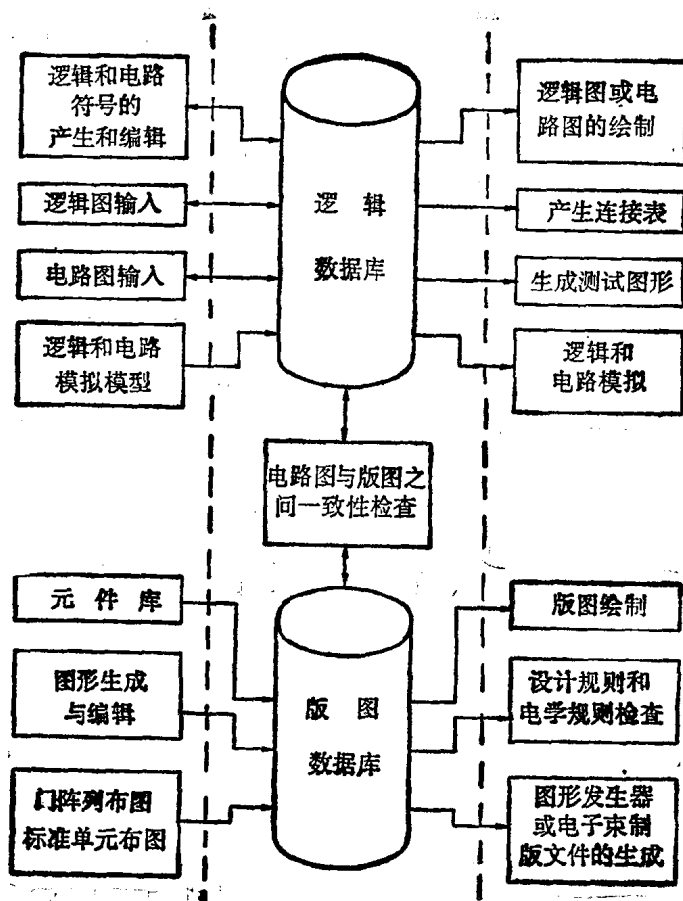 逻辑和电路
符号的
产生和编辑
逻辑图输入
电路图输入
逻辑和电路
模拟模型
逻辑
数据库
逻辑图或电
路图的绘制
产生连接表
生成测试图形
逻辑和
电路模拟
电路图与版图之
间一致性检查
元件库
图形生成
与编辑
门阵列布图
标准单元布图
版图
数据库
版图绘制
设计规则和
电学规则检查
图形发生器
或电子束制
版文件的生成